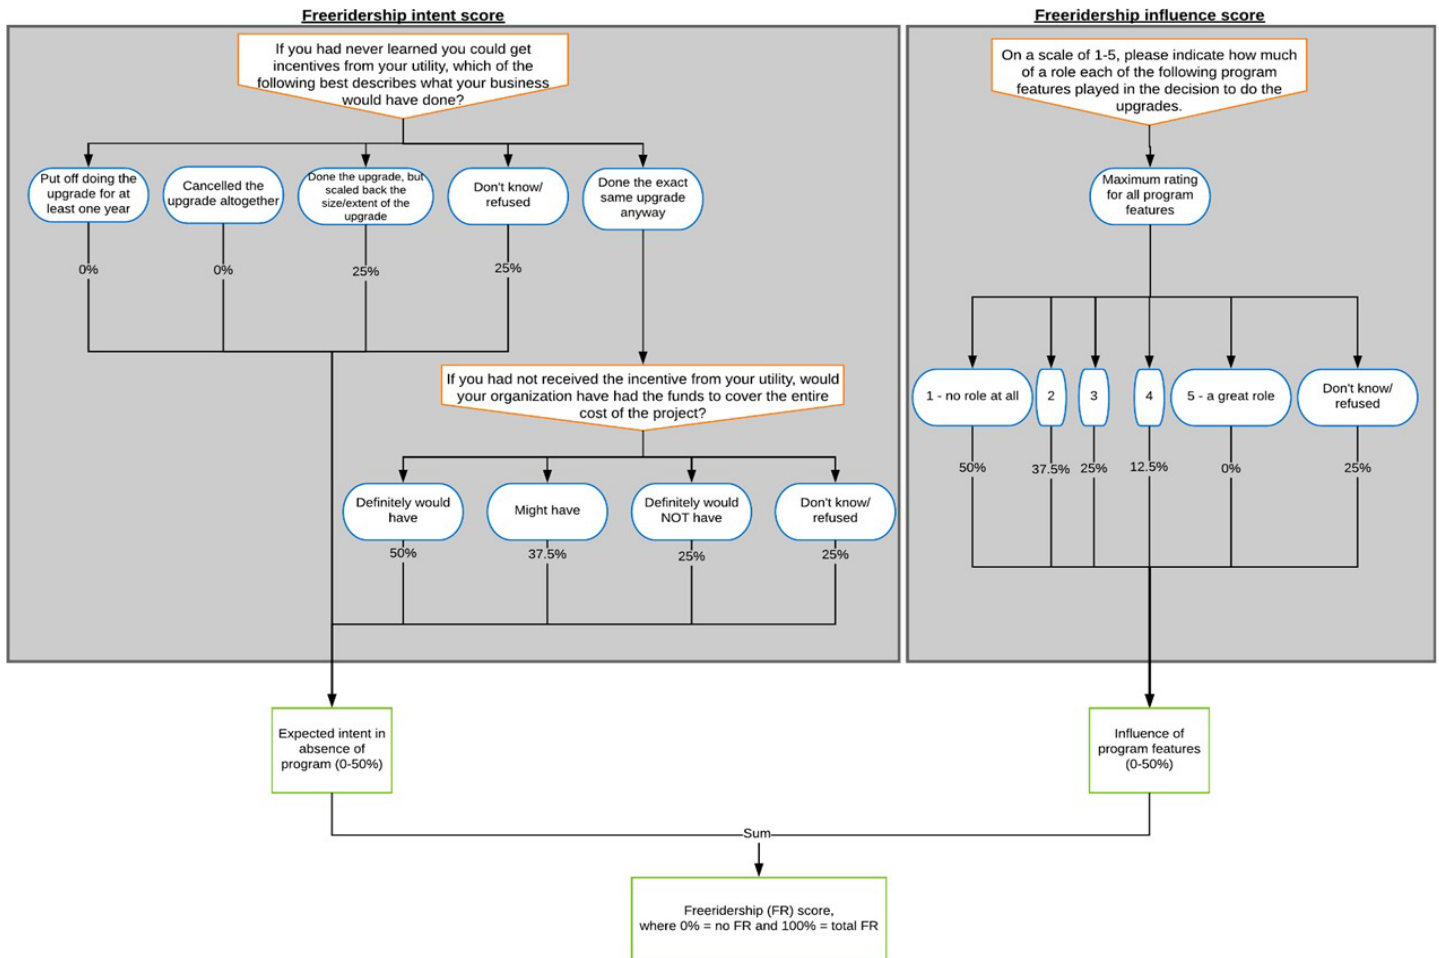 Freeridership intent score
If you had never learned you could get
incentives from your utility, which of the
following best describes what your business
would have done?
Put off doing the
upgrade for at
least one year
Cancelled the
upgrade altogether
Done the upgrade, but
scaled back the
size/extent of the
upgrade
Don't know/
refused
Done the exact
same upgrade
anyway
0%
0%
25%
25%
If you had not received the incentive from your utility, would
your organization have had the funds to cover the entire
cost of the project?
Definitely would
have
Might have
Definitely would
NOT have
Don't know/
refused
50%
37.5%
25%
25%
Expected intent in
absence of
program (0-50%)
Freeridership influence score
On a scale of 1-5, please indicate how much
of a role each of the following program
features played in the decision to do the
upgrades.
Maximum rating
for all program
features
1 - no role at all
2
3
4
5 - a great role
Don't know/
refused
50%
37.5%
25%
12.5%
0%
25%
Influence of
program features
(0-50%)
Sum
Freeridership (FR) score,
where 0% = no FR and 100% = total FR